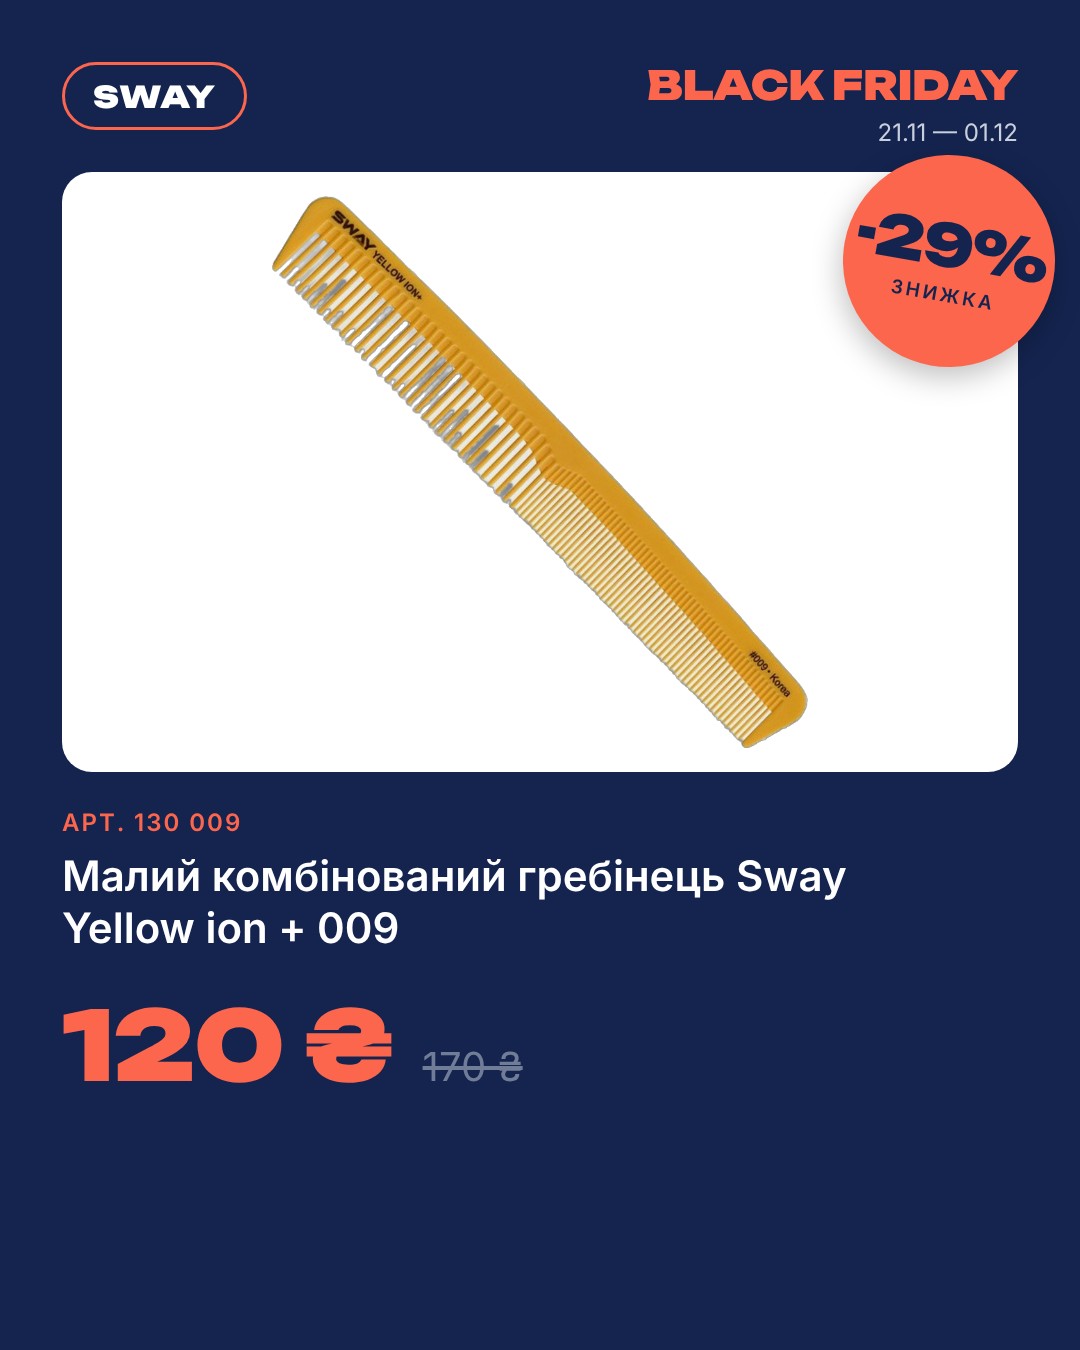 SWAY
BLACK FRIDAY
21.11 — 01.12
-29%
ЗНИЖКА
SWAY YELLOW ION+
#009 • Korea
АРТ. 130 009
Малий комбінований гребінець Sway
Yellow ion + 009
120 ₴
170 ₴